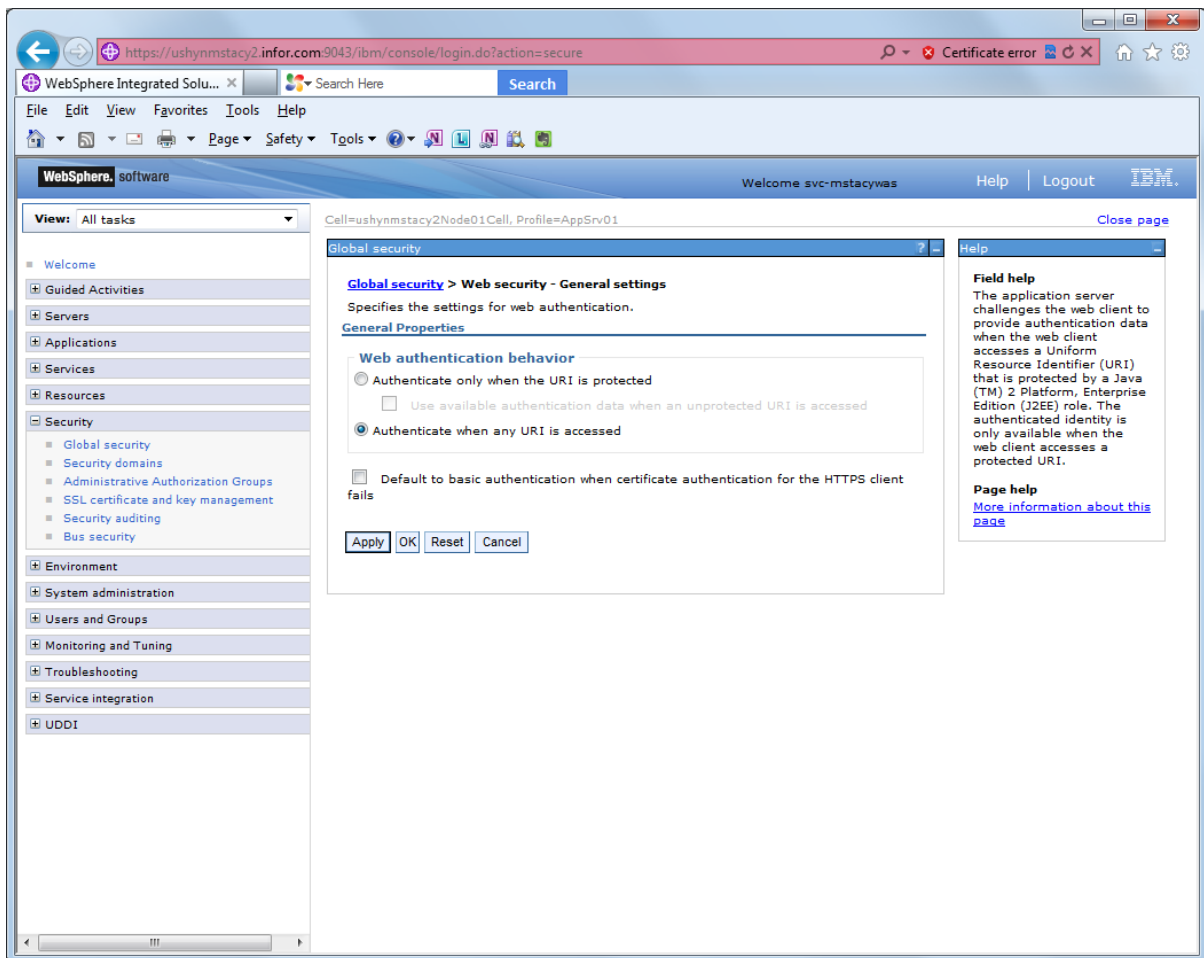 https://ushynmstacy2.infor.com:9043/ibm/console/login.do?action=secure
Certificate error
WebSphere Integrated Solu...
Search Here
Search
File Edit View Favorites Tools Help
Page Safety Tools
WebSphere. software
Welcome svc-mstacywas
Help | Logout
IBM.
View: All tasks
Cell=ushynmstacy2Node01Cell, Profile=AppSrv01
Close page
Welcome
Guided Activities
Servers
Applications
Services
Resources
Security
Global security
Security domains
Administrative Authorization Groups
SSL certificate and key management
Security auditing
Bus security
Environment
System administration
Users and Groups
Monitoring and Tuning
Troubleshooting
Service integration
UDDI
Global security
?
Global security > Web security - General settings
Specifies the settings for web authentication.
General Properties
Web authentication behavior
Authenticate only when the URI is protected
Use available authentication data when an unprotected URI is accessed
Authenticate when any URI is accessed
Default to basic authentication when certificate authentication for the HTTPS client
fails
Apply OK Reset Cancel
Help
Field help
The application server
challenges the web client to
provide authentication data
when the web client
accesses a Uniform
Resource Identifier (URI)
that is protected by a Java
(TM) 2 Platform, Enterprise
Edition (J2EE) role. The
authenticated identity is
only available when the
web client accesses a
protected URI.
Page help
More information about this
page